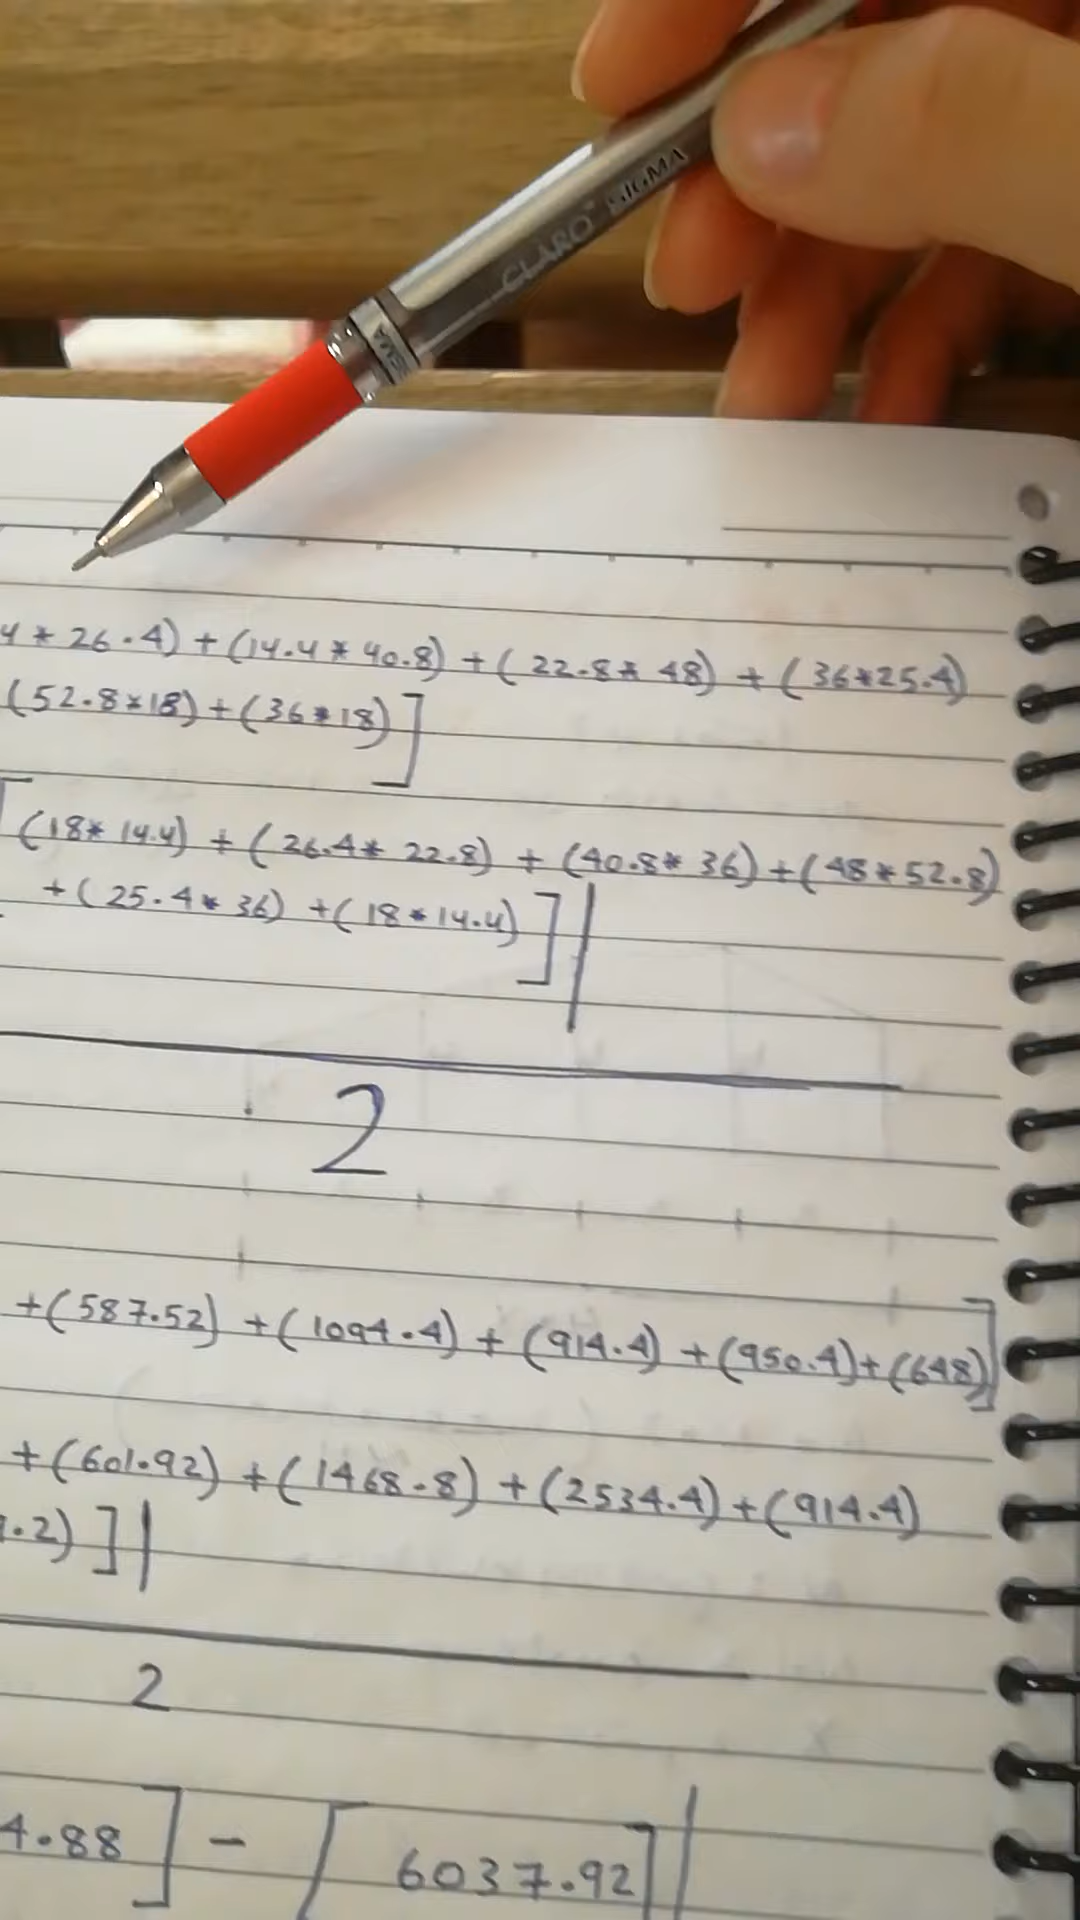 CLARO SIGMA
SIGMA
4 * 26.4) + (14.4 * 40.8) + (22.8 * 48) + (36*25.4)
(52.8*18) + (36*18)]
[(18* 14.4) + (26.4* 22.8) + (40.8* 36) + (48*52.8)
+(25.4*36) +(18*14.4)]|
2
+(587.52) +(1094.4) + (914.4) +(950.4)+(648)]
+(601.92) +(1468.8) +(2534.4)+(914.4)
.2)]|
2
4.88] - [6037.92]|